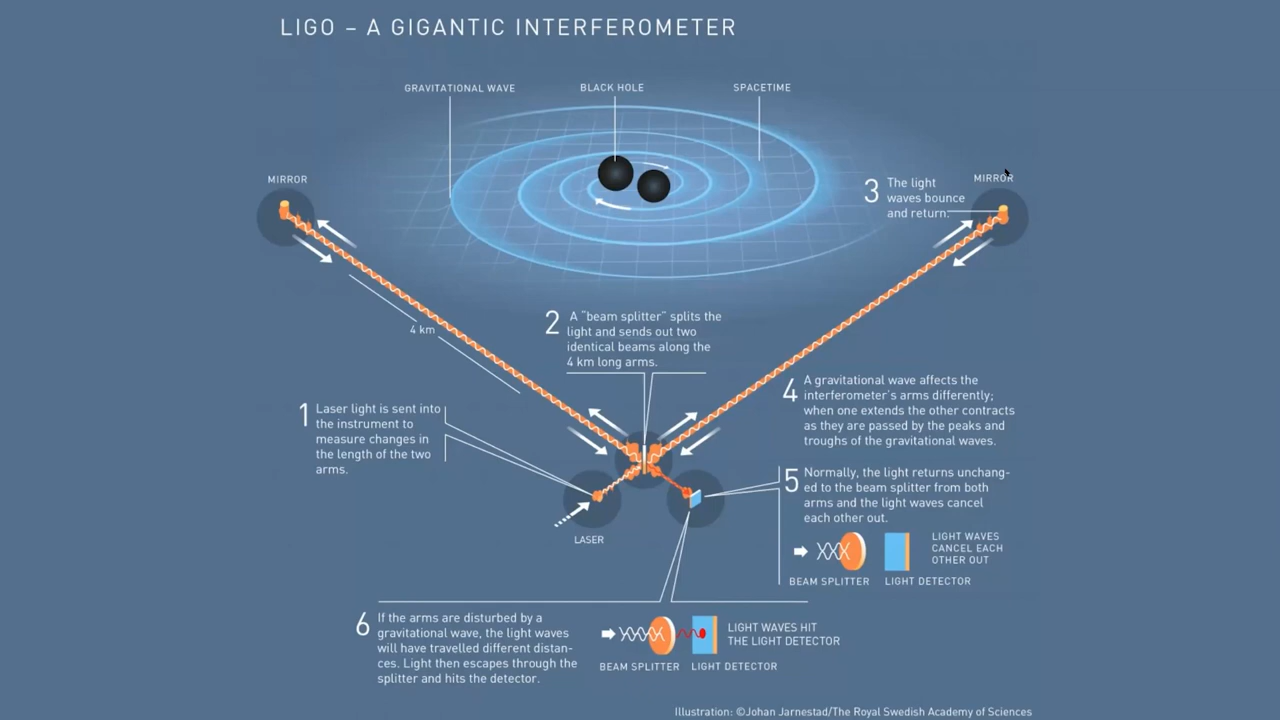 LIGO – A GIGANTIC INTERFEROMETER
GRAVITATIONAL WAVE
BLACK HOLE
SPACETIME
MIRROR
3 The light
waves bounce
and return.
MIRROR
4 km
2 A “beam splitter” splits the
light and sends out two
identical beams along the
4 km long arms.
1 Laser light is sent into
the instrument to
measure changes in
the length of the two
arms.
4 A gravitational wave affects the
interferometer's arms differently;
when one extends the other contracts
as they are passed by the peaks and
troughs of the gravitational waves.
5 Normally, the light returns unchang-
ed to the beam splitter from both
arms and the light waves cancel
each other out.
LASER
LIGHT WAVES
CANCEL EACH
OTHER OUT
BEAM SPLITTER
LIGHT DETECTOR
6 If the arms are disturbed by a
gravitational wave, the light waves
will have travelled different distan-
ces. Light then escapes through the
splitter and hits the detector.
LIGHT WAVES HIT
THE LIGHT DETECTOR
BEAM SPLITTER
LIGHT DETECTOR
Illustration: ©Johan Jarnestad/The Royal Swedish Academy of Sciences